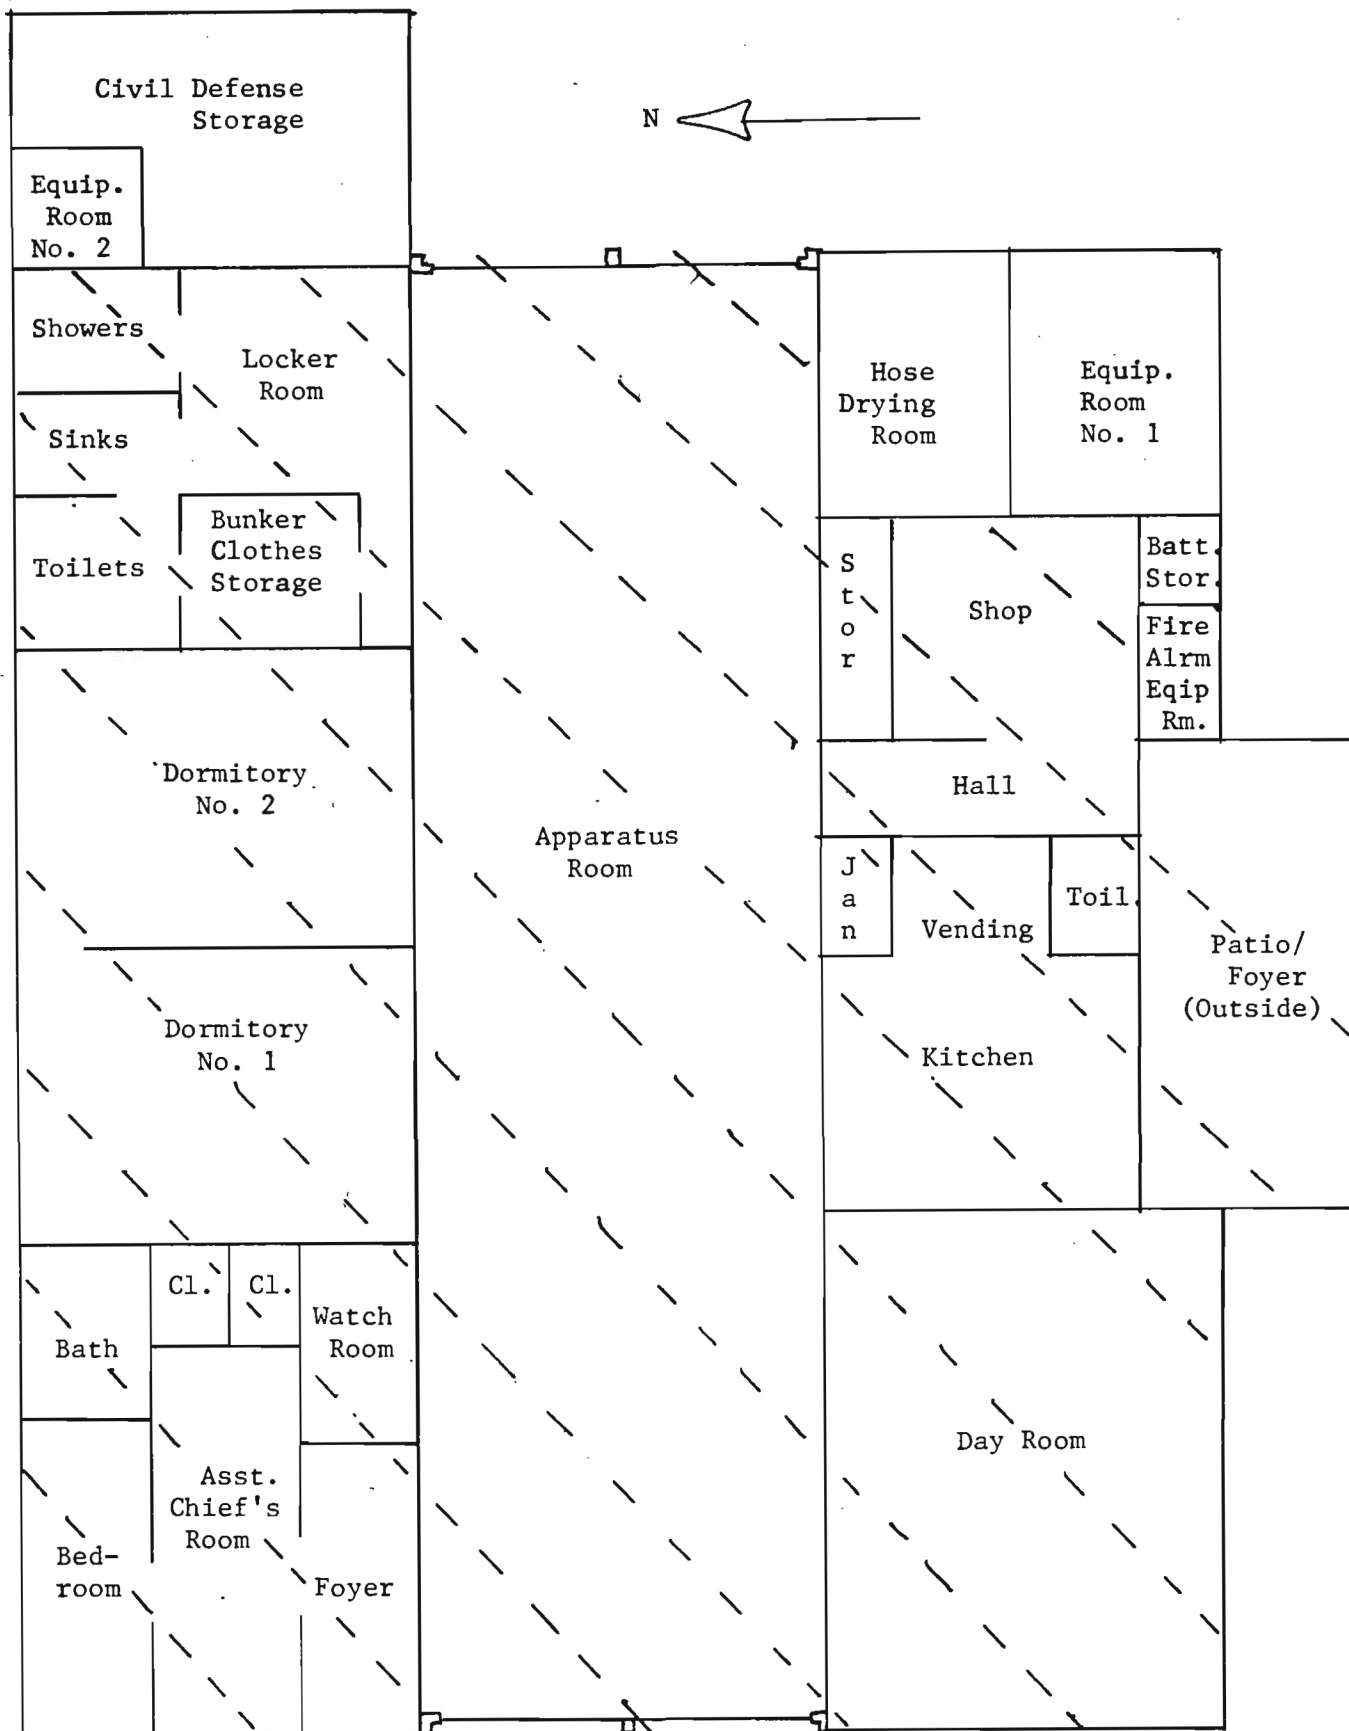 Civil Defense
Storage
N
Equip.
Room
No. 2
Showers
Locker
Room
Sinks
Toilets
Bunker
Clothes
Storage
Hose
Drying
Room
Equip.
Room
No. 1
S
t
o
r
Shop
Batt.
Stor.
Fire
Alrm
Eqip
Rm.
Hall
Dormitory
No. 2
Apparatus
Room
J
a
n
Vending
Toil.
Patio/
Foyer
(Outside)
Dormitory
No. 1
Kitchen
Cl.
Cl.
Bath
Watch
Room
Day Room
Asst.
Chief's
Room
Bed-
room
Foyer